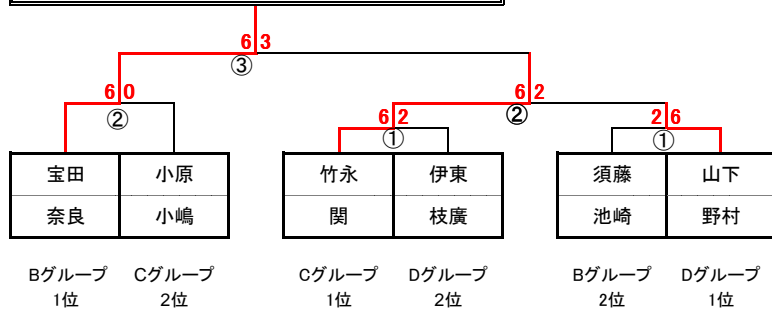 6 3
③
6 0
6 2
②
②
6 2
2 6
①
①
宝田 小原 竹永 伊東 須藤 山下
奈良 小嶋 関 枝廣 池崎 野村
Bグループ Cグループ Cグループ Dグループ Bグループ Dグループ
1位 2位 1位 2位 2位 1位